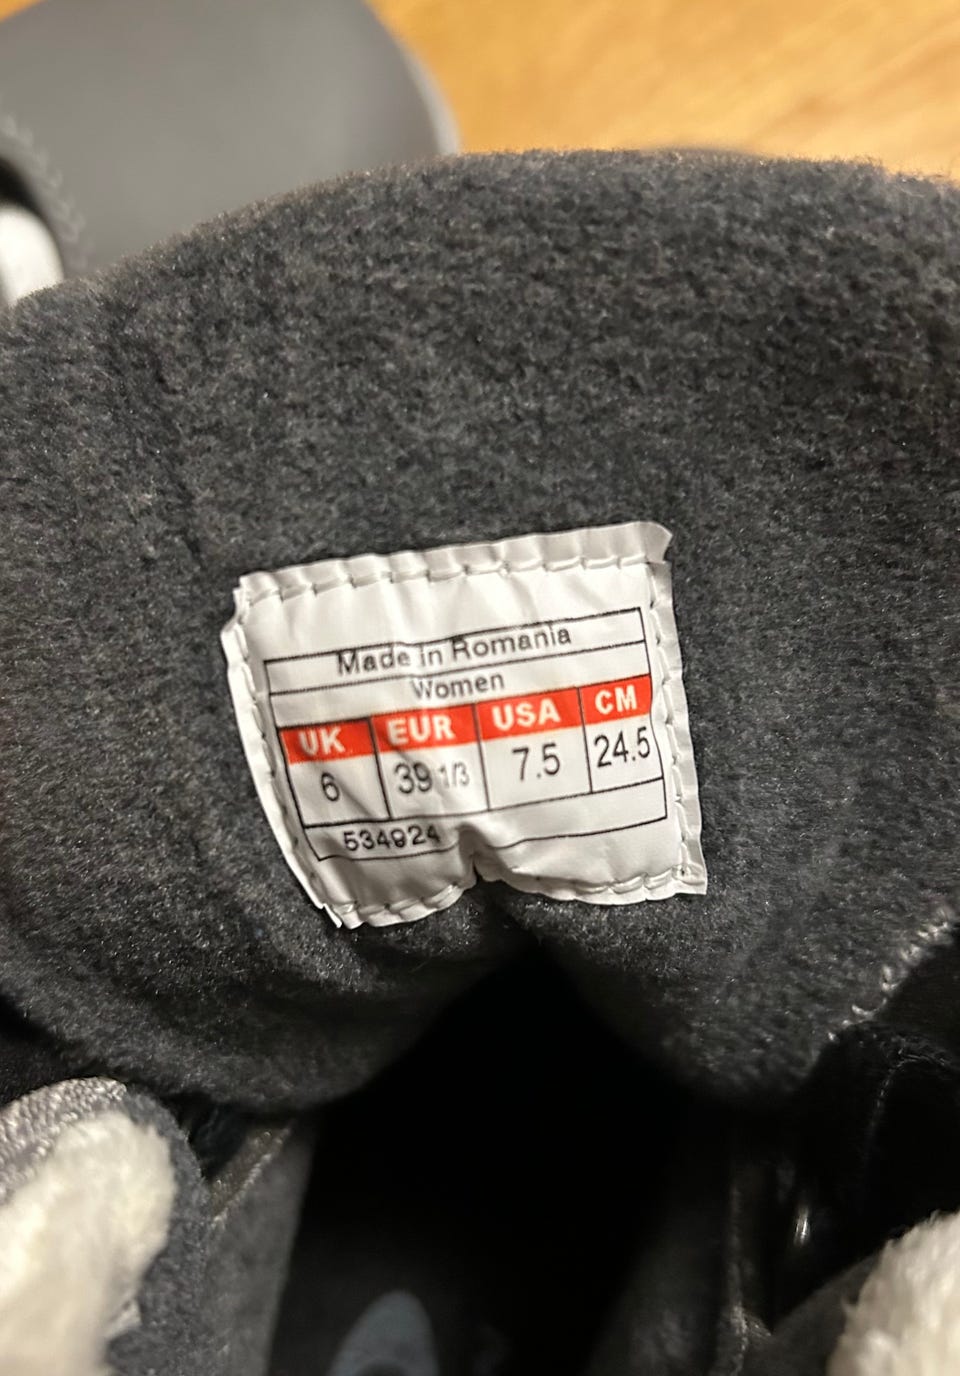 Made in Romania
Women
UK EUR USA CM
6 39 1/3 7.5 24.5
534924